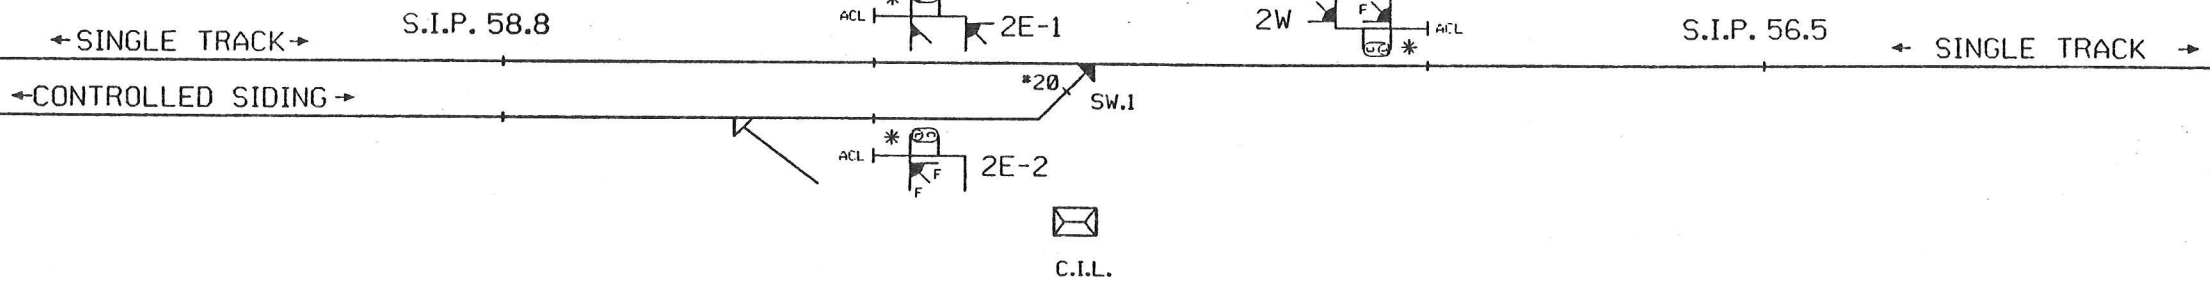 * ACL 2E-1
2W F ACL *
S.I.P. 58.8
S.I.P. 56.5
←SINGLE TRACK→
← SINGLE TRACK →
←CONTROLLED SIDING→
#20
SW.1
* ACL 2E-2
F
F
C.I.L.